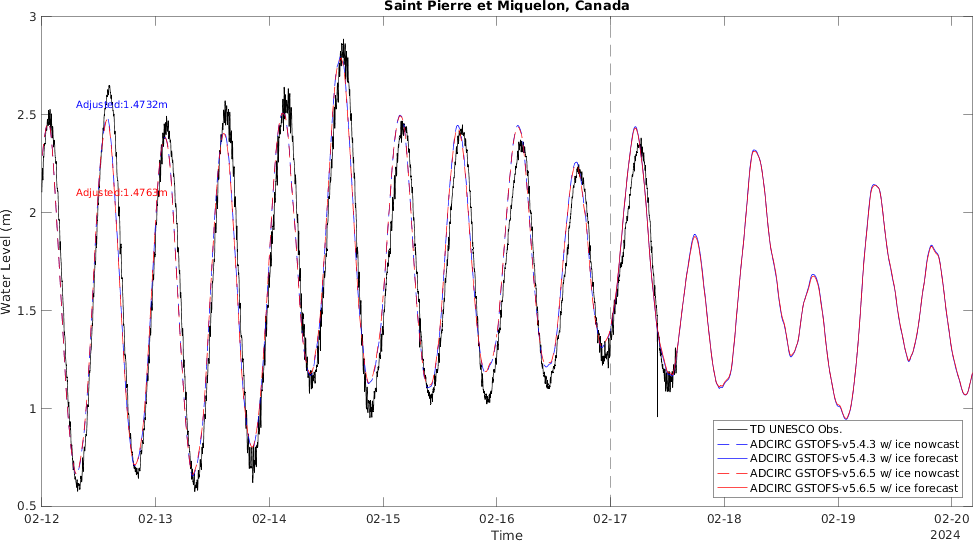 Saint Pierre et Miquelon, Canada
3
2.5
2
1.5
1
0.5
Water Level (m)
Adjusted:1.4732m
Adjusted:1.4763m
TD UNESCO Obs.
ADCIRC GSTOFS-v5.4.3 w/ ice nowcast
ADCIRC GSTOFS-v5.4.3 w/ ice forecast
ADCIRC GSTOFS-v5.6.5 w/ ice nowcast
ADCIRC GSTOFS-v5.6.5 w/ ice forecast
02-12 02-13 02-14 02-15 02-16 02-17 02-18 02-19 02-20
Time
2024